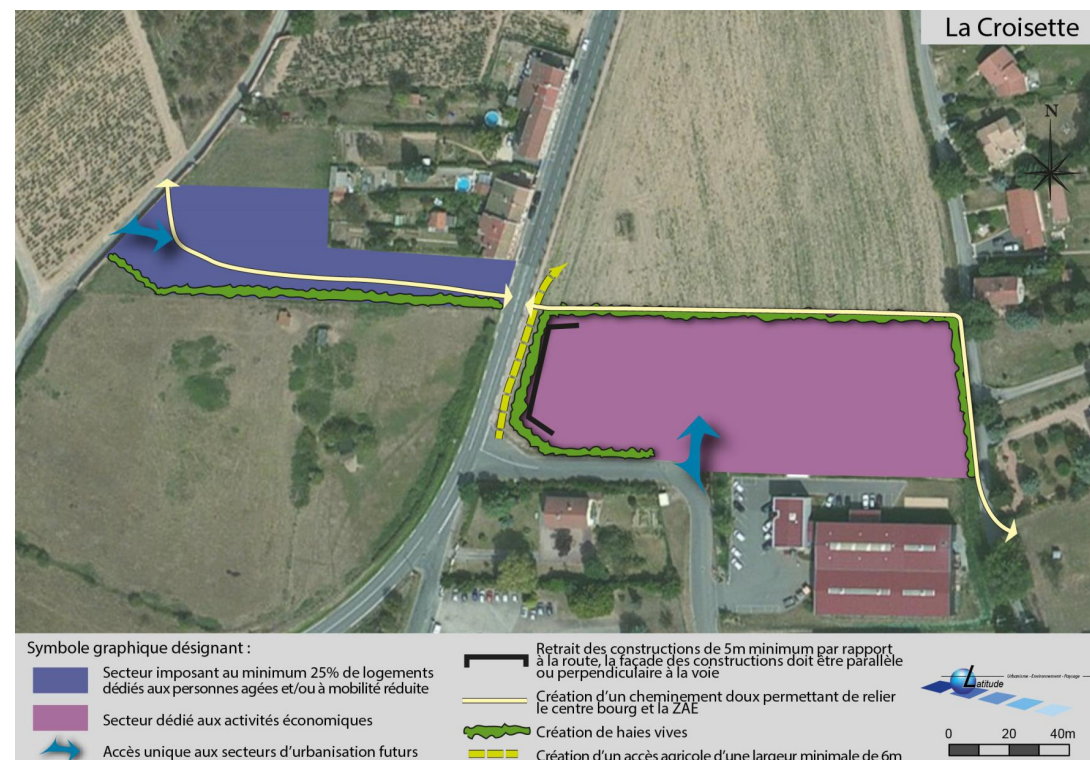 La Croisette
N
Symbole graphique désignant :
Secteur imposant au minimum 25% de logements
dédiés aux personnes agées et/ou à mobilité réduite
Secteur dédié aux activités économiques
Accès unique aux secteurs d'urbanisation futurs
Retrait des constructions de 5m minimum par rapport
à la route, la façade des constructions doit être parallèle
ou perpendiculaire à la voie
Création d'un cheminement doux permettant de relier
le centre bourg et la ZAE
Création de haies vives
Création d'un accès agricole d'une largeur minimale de 6m
Latitude
Urbanisme - Environnement - Paysage
0 20 40m